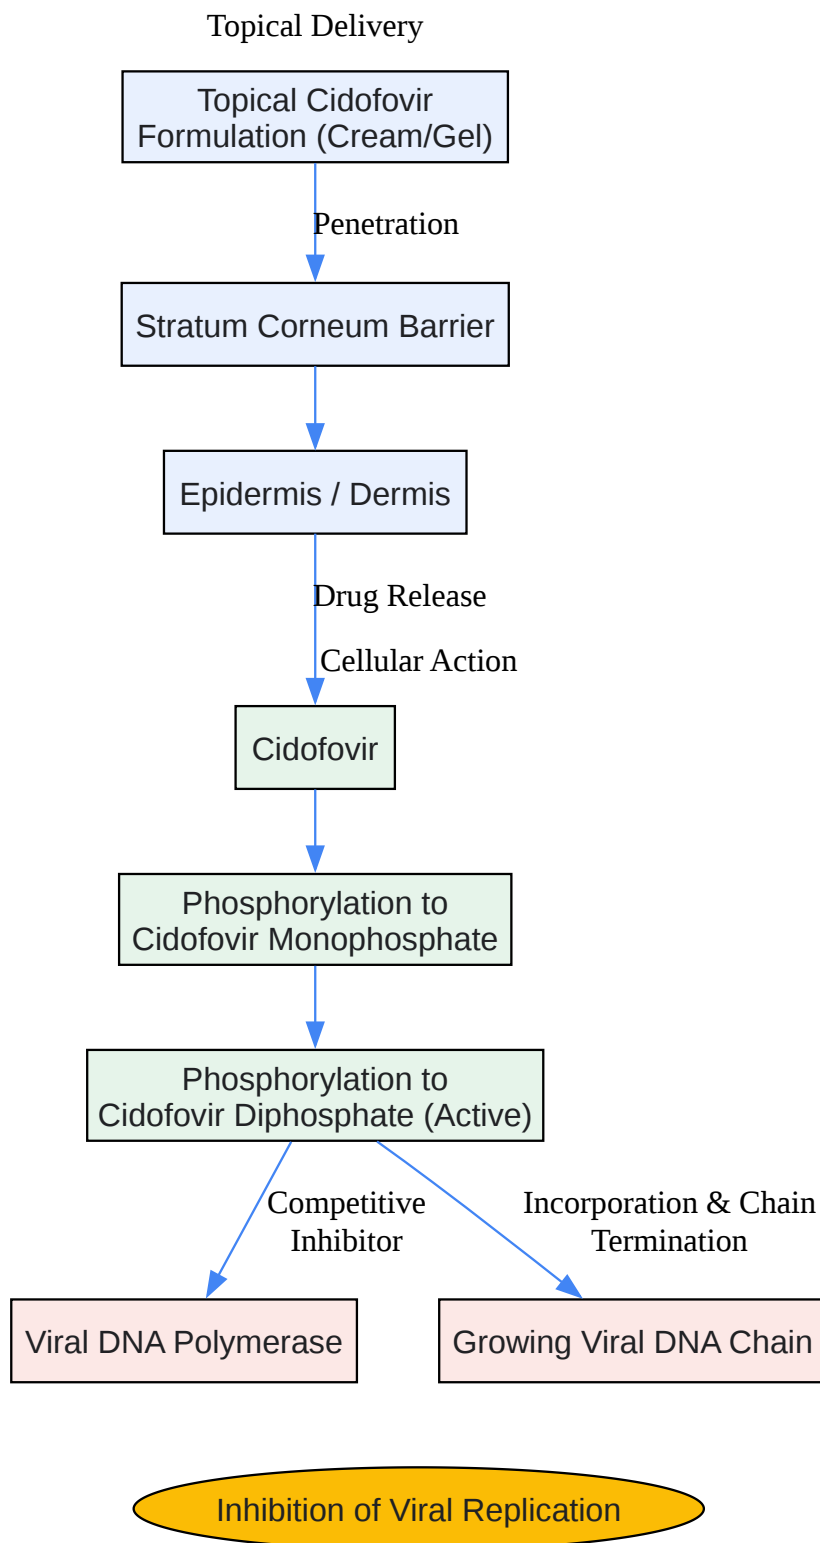 Topical Delivery
Topical Cidofovir
Formulation (Cream/Gel)
Penetration
Stratum Corneum Barrier
Epidermis / Dermis
Drug Release
Cellular Action
Cidofovir
Phosphorylation to
Cidofovir Monophosphate
Phosphorylation to
Cidofovir Diphosphate (Active)
Competitive
Inhibitor
Incorporation & Chain
Termination
Viral DNA Polymerase
Growing Viral DNA Chain
Inhibition of Viral Replication